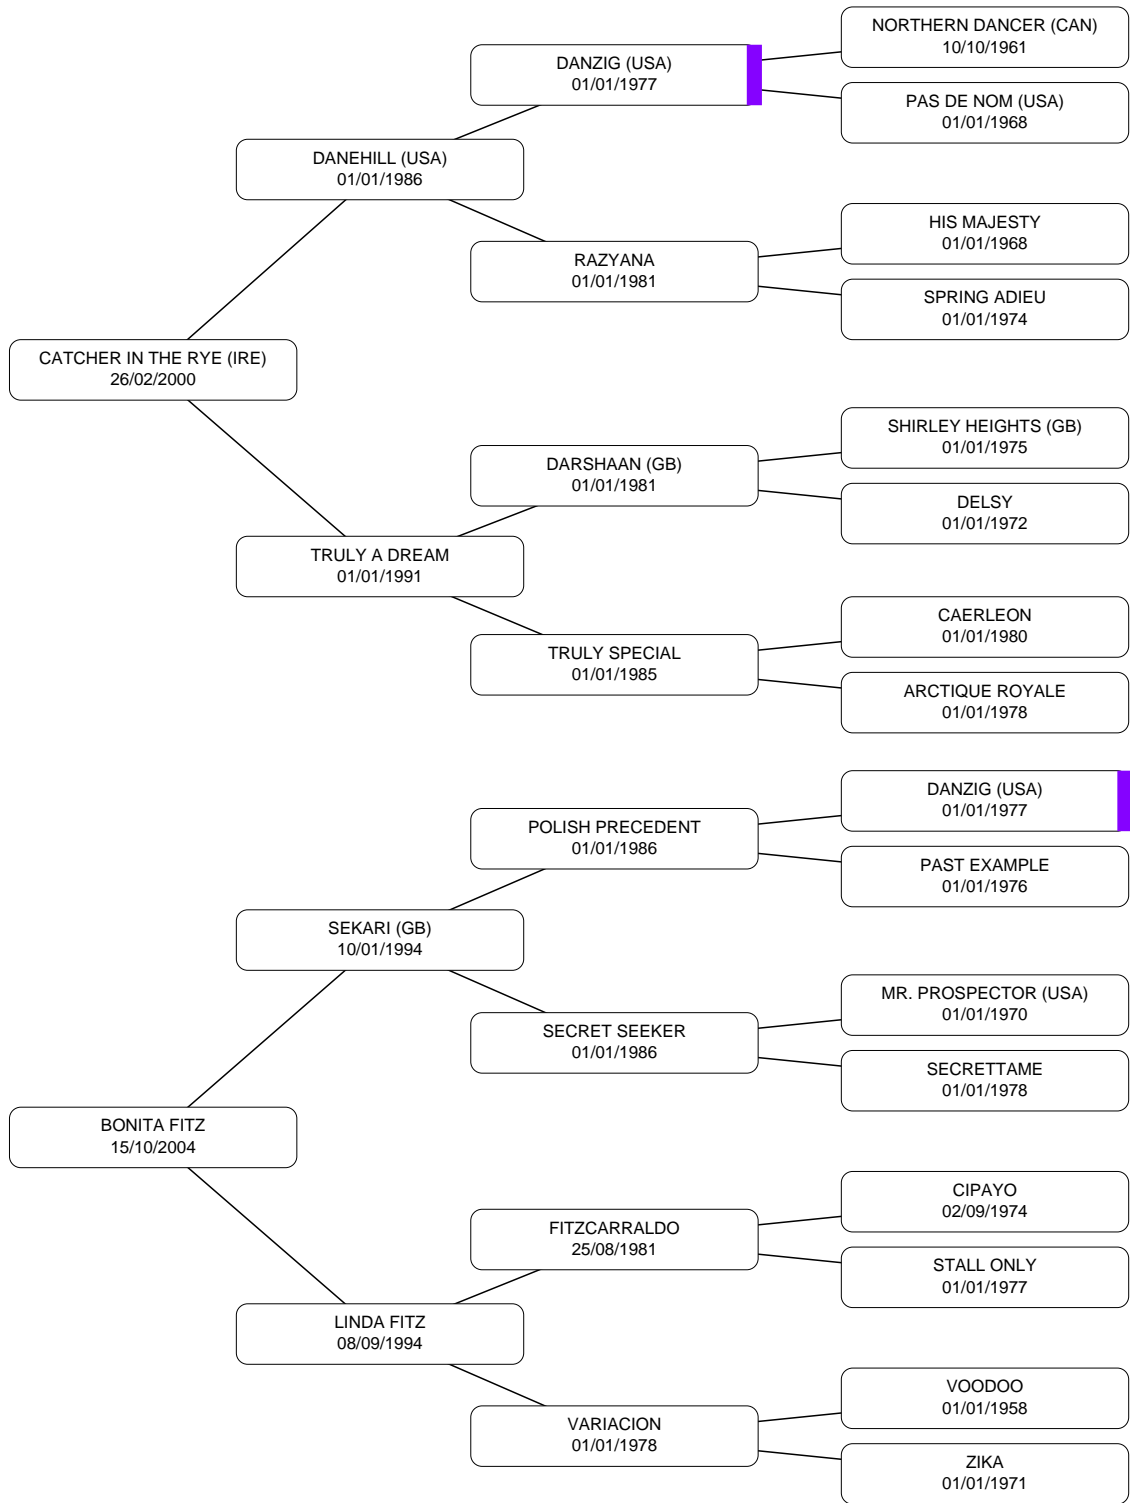 NORTHERN DANCER (CAN)
10/10/1961
DANZIG (USA)
01/01/1977
PAS DE NOM (USA)
01/01/1968
DANEHILL (USA)
01/01/1986
HIS MAJESTY
01/01/1968
RAZYANA
01/01/1981
SPRING ADIEU
01/01/1974
CATCHER IN THE RYE (IRE)
26/02/2000
SHIRLEY HEIGHTS (GB)
01/01/1975
DARSHAAN (GB)
01/01/1981
DELSY
01/01/1972
TRULY A DREAM
01/01/1991
CAERLEON
01/01/1980
TRULY SPECIAL
01/01/1985
ARCTIQUE ROYALE
01/01/1978
DANZIG (USA)
01/01/1977
POLISH PRECEDENT
01/01/1986
PAST EXAMPLE
01/01/1976
SEKARI (GB)
10/01/1994
MR. PROSPECTOR (USA)
01/01/1970
SECRET SEEKER
01/01/1986
SECRETTAME
01/01/1978
BONITA FITZ
15/10/2004
CIPAYO
02/09/1974
FITZCARRALDO
25/08/1981
STALL ONLY
01/01/1977
LINDA FITZ
08/09/1994
VOODOO
01/01/1958
VARIACION
01/01/1978
ZIKA
01/01/1971